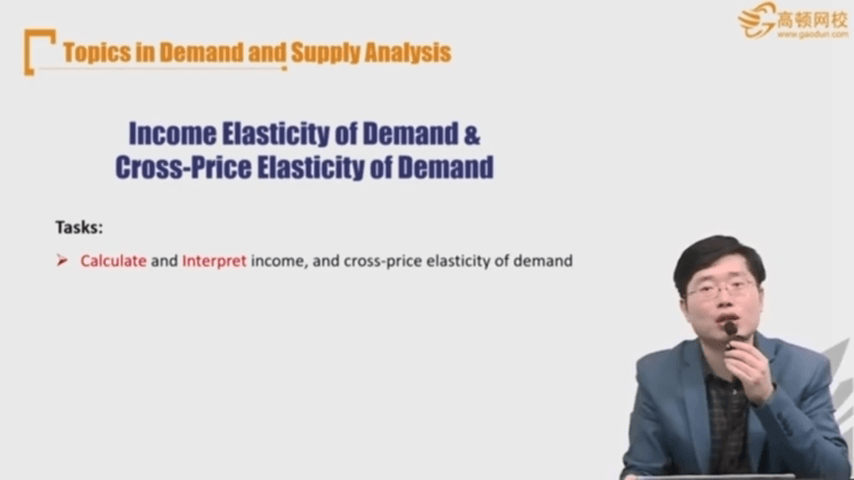 高顿网校
www.gaodun.com
Topics in Demand and Supply Analysis
Income Elasticity of Demand &
Cross-Price Elasticity of Demand
Tasks:
Calculate and Interpret income, and cross-price elasticity of demand